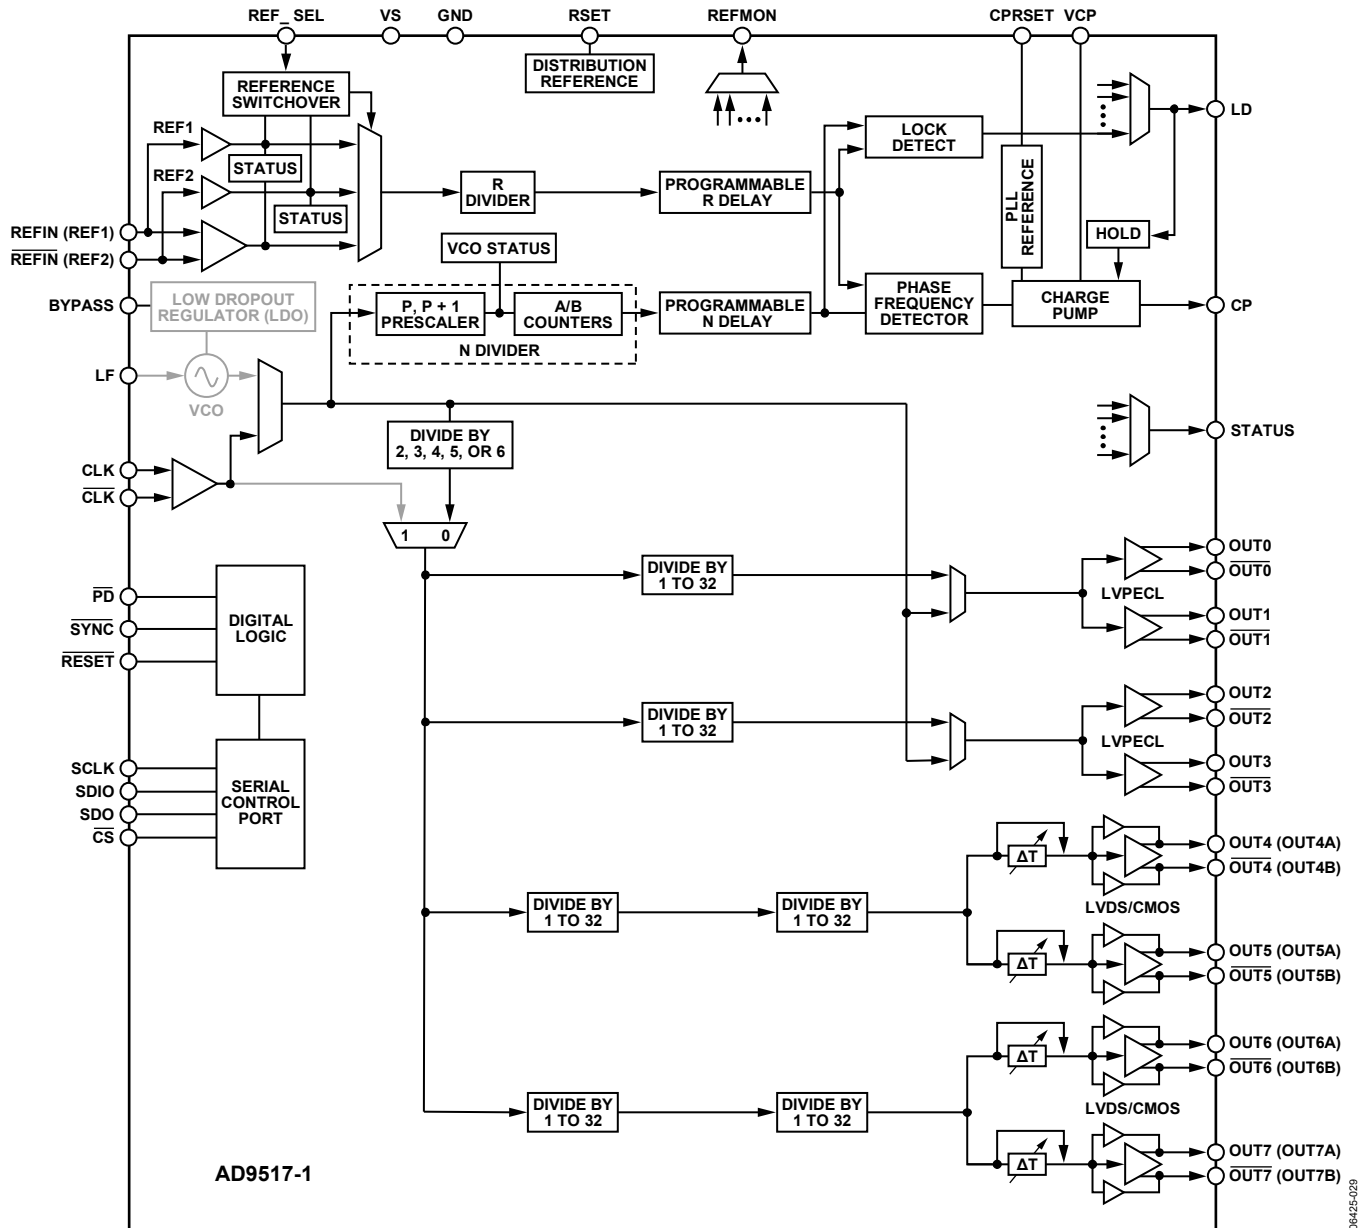 REF_ SEL
VS
GND
RSET
REFMON
CPRSET
VCP
DISTRIBUTION
REFERENCE
REFERENCE
SWITCHOVER
REF1
STATUS
REF2
STATUS
R
DIVIDER
PROGRAMMABLE
R DELAY
LOCK
DETECT
LD
PLL
REFERENCE
HOLD
REFIN (REF1)
REFIN (REF2)
VCO STATUS
BYPASS
LOW DROPOUT
REGULATOR (LDO)
P, P + 1
PRESCALER
A/B
COUNTERS
N DIVIDER
PROGRAMMABLE
N DELAY
PHASE
FREQUENCY
DETECTOR
CHARGE
PUMP
CP
LF
VCO
DIVIDE BY
2, 3, 4, 5, OR 6
STATUS
CLK
CLK
1 0
DIVIDE BY
1 TO 32
OUT0
OUT0
LVPECL
OUT1
OUT1
PD
SYNC
RESET
DIGITAL
LOGIC
DIVIDE BY
1 TO 32
OUT2
OUT2
LVPECL
OUT3
OUT3
SCLK
SDIO
SDO
CS
SERIAL
CONTROL
PORT
ΔT
OUT4 (OUT4A)
OUT4 (OUT4B)
DIVIDE BY
1 TO 32
DIVIDE BY
1 TO 32
LVDS/CMOS
ΔT
OUT5 (OUT5A)
OUT5 (OUT5B)
ΔT
OUT6 (OUT6A)
OUT6 (OUT6B)
DIVIDE BY
1 TO 32
DIVIDE BY
1 TO 32
LVDS/CMOS
ΔT
OUT7 (OUT7A)
OUT7 (OUT7B)
AD9517-1
06425-029